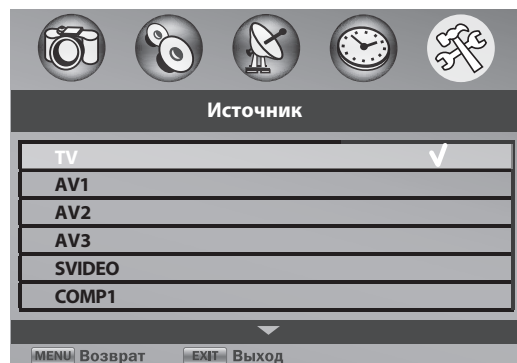 Источник
TV
AV1
AV2
AV3
SVIDEO
COMP1
MENU Возврат EXIT Выход